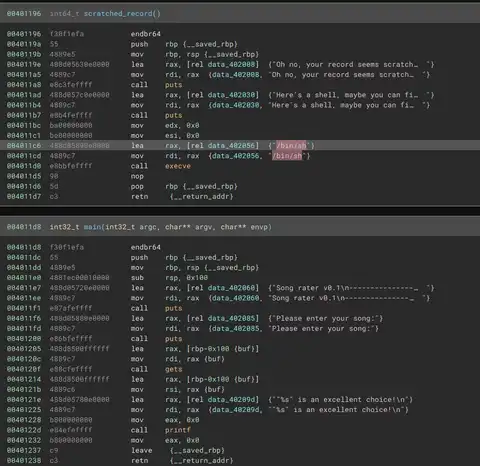 00401196 int64_t scratched_record()
00401196 f30f1efa endbr64
0040119a 55 push rbp {__saved_rbp}
0040119b 4889e5 mov rbp, rsp {__saved_rbp}
0040119e 488d05630e0000 lea rax, [rel data_402008] {"Oh no, your record seems scratch… "}
004011a5 4889c7 mov rdi, rax {data_402008, "Oh no, your record seems scratch… "}
004011a8 e8c3feffff call puts
004011ad 488d057c0e0000 lea rax, [rel data_402030] {"Here's a shell, maybe you can fi… "}
004011b4 4889c7 mov rdi, rax {data_402030, "Here's a shell, maybe you can fi… "}
004011b7 e8b4feffff call puts
004011bc ba00000000 mov edx, 0x0
004011c1 be00000000 mov esi, 0x0
004011c6 488d05890e0000 lea rax, [rel data_402056] {"/bin/sh"}
004011cd 4889c7 mov rdi, rax {data_402056, "/bin/sh"}
004011d0 e8bbfeffff call execve
004011d5 90 nop
004011d6 5d pop rbp {__saved_rbp}
004011d7 c3 retn {__return_addr}
004011d8 int32_t main(int32_t argc, char** argv, char** envp)
004011d8 f30f1efa endbr64
004011dc 55 push rbp {__saved_rbp}
004011dd 4889e5 mov rbp, rsp {__saved_rbp}
004011e0 4881ec00010000 sub rsp, 0x100
004011e7 488d05720e0000 lea rax, [rel data_402060] {"Song rater v0.1\n---------------… "}
004011ee 4889c7 mov rdi, rax {data_402060, "Song rater v0.1\n---------------… "}
004011f1 e87afeffff call puts
004011f6 488d05880e0000 lea rax, [rel data_402085] {"Please enter your song:"}
004011fd 4889c7 mov rdi, rax {data_402085, "Please enter your song:"}
00401200 e86bfeffff call puts
00401205 488d8500ffffff lea rax, [rbp-0x100 {buf}]
0040120c 4889c7 mov rdi, rax {buf}
0040120f e88cfeffff call gets
00401214 488d8500ffffff lea rax, [rbp-0x100 {buf}]
0040121b 4889c6 mov rsi, rax {buf}
0040121e 488d05780e0000 lea rax, [rel data_40209d] {""%s" is an excellent choice!\n"}
00401225 4889c7 mov rdi, rax {data_40209d, ""%s" is an excellent choice!\n"}
00401228 b800000000 mov eax, 0x0
0040122d e84efeffff call printf
00401232 b800000000 mov eax, 0x0
00401237 c9 leave {__saved_rbp}
00401238 c3 retn {__return_addr}